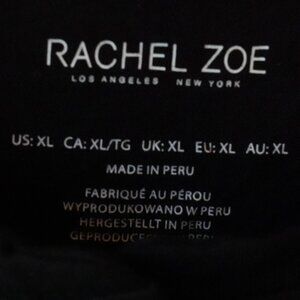 RACHEL ZOE
LOS ANGELES NEW YORK
US: XL CA: XL/TG UK: XL EU: XL AU: XL
MADE IN PERU
FABRIQUÉ AU PÉROU
WYPRODUKOWANO W PERU
HERGESTELLT IN PERU